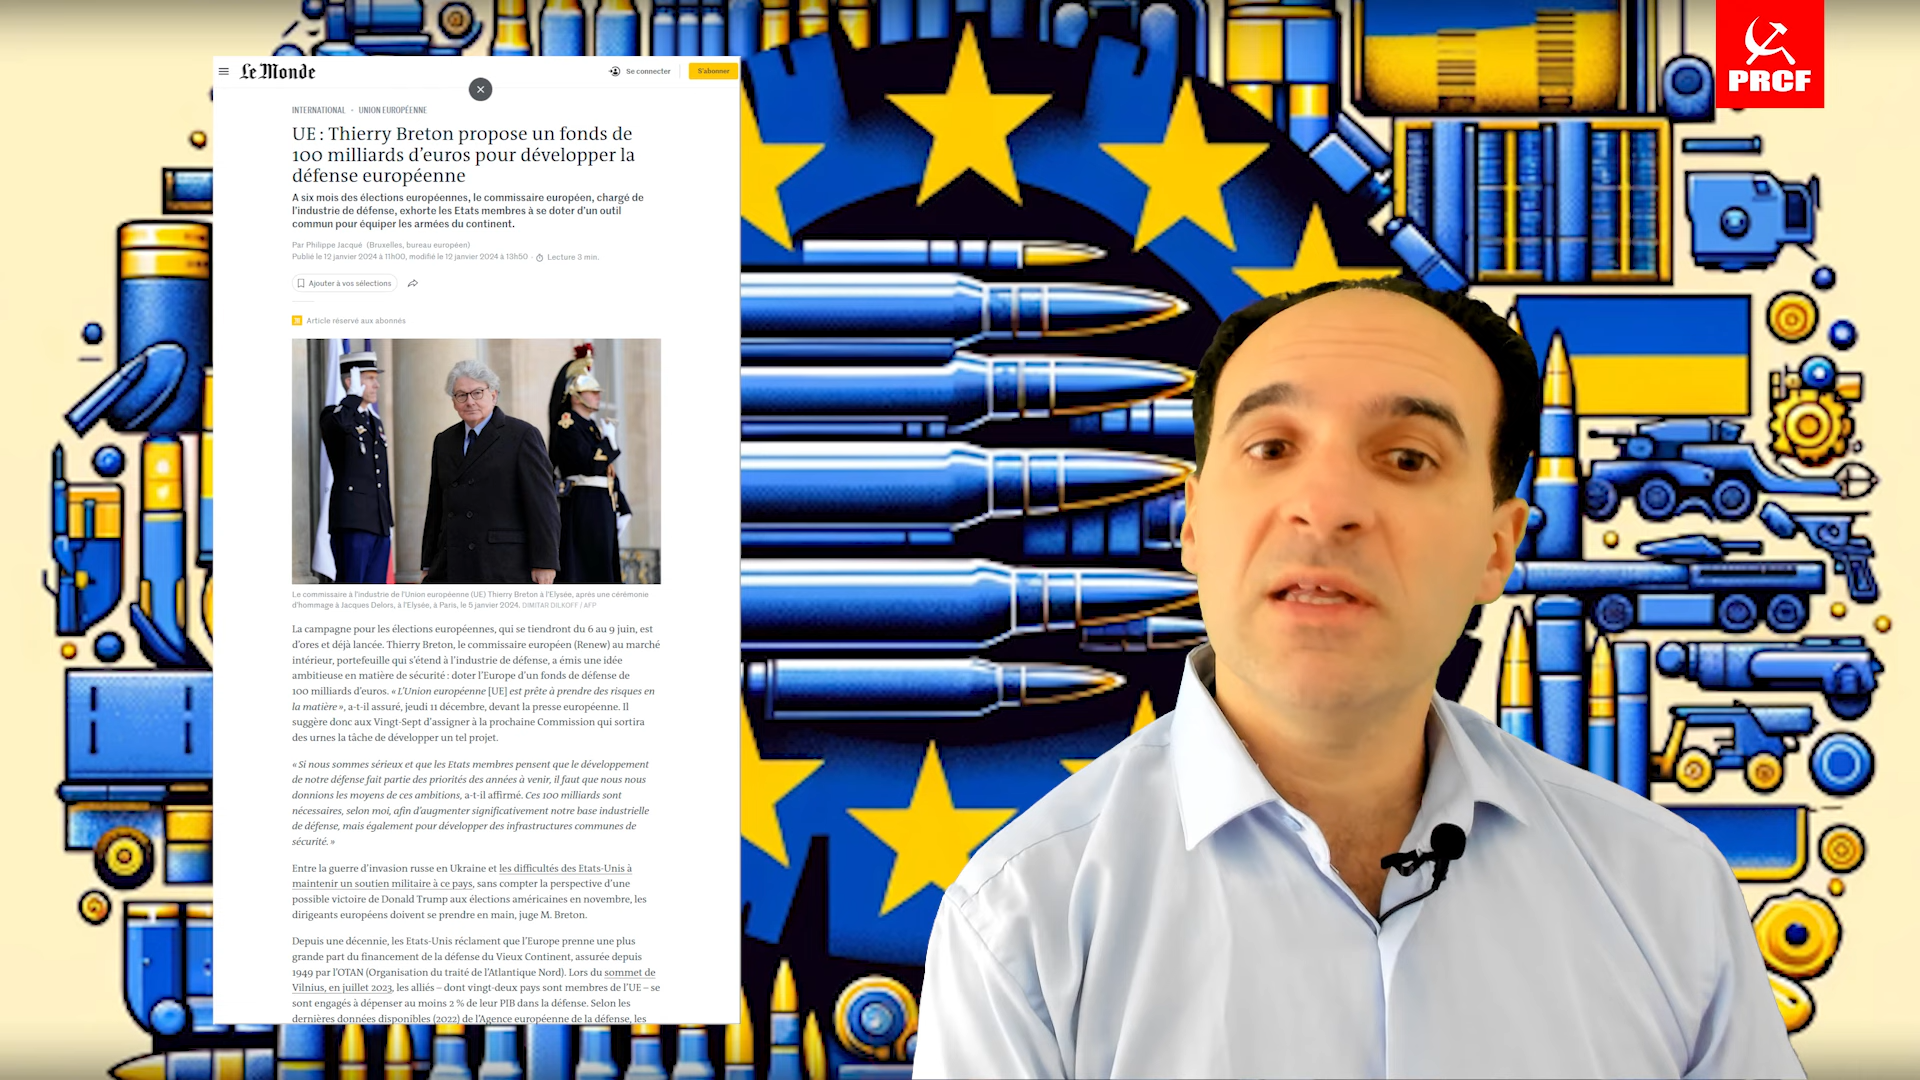 Le Monde
Se connecter
S'abonner
INTERNATIONAL - UNION EUROPÉENNE
UE : Thierry Breton propose un fonds de
100 milliards d'euros pour développer la
défense européenne
A six mois des élections européennes, le commissaire européen, chargé de
l'industrie de défense, exhorte les Etats membres à se doter d'un outil
commun pour équiper les armées du continent.
Par Philippe Jacqué (Bruxelles, bureau européen)
Publié le 12 janvier 2024 à 11h00, modifié le 12 janvier 2024 à 13h50 - Lecture 3 min.
Ajouter à vos sélections
Article réservé aux abonnés
Le commissaire à l'industrie de l'Union européenne (UE) Thierry Breton à l'Elysée, après une cérémonie
d'hommage à Jacques Delors, à l'Elysée, à Paris, le 5 janvier 2024. DIMITAR DILKOFF / AFP
La campagne pour les élections européennes, qui se tiendront du 6 au 9 juin, est
d'ores et déjà lancée. Thierry Breton, le commissaire européen (Renew) au marché
intérieur, portefeuille qui s'étend à l'industrie de défense, a émis une idée
ambitieuse en matière de sécurité : doter l'Europe d'un fonds de défense de
100 milliards d'euros. « L'Union européenne [UE] est prête à prendre des risques en
la matière », a-t-il assuré, jeudi 11 décembre, devant la presse européenne. Il
suggère donc aux Vingt-Sept d'assigner à la prochaine Commission qui sortira
des urnes la tâche de développer un tel projet.
« Si nous sommes sérieux et que les Etats membres pensent que le développement
de notre défense fait partie des priorités des années à venir, il faut que nous nous
donnions les moyens de ces ambitions, a-t-il affirmé. Ces 100 milliards sont
nécessaires, selon moi, afin d'augmenter significativement notre base industrielle
de défense, mais également pour développer des infrastructures communes de
sécurité. »
Entre la guerre d'invasion russe en Ukraine et les difficultés des Etats-Unis à
maintenir un soutien militaire à ce pays, sans compter la perspective d'une
possible victoire de Donald Trump aux élections américaines en novembre, les
dirigeants européens doivent se prendre en main, juge M. Breton.
Depuis une décennie, les Etats-Unis réclament que l'Europe prenne une plus
grande part du financement de la défense du Vieux Continent, assurée depuis
1949 par l'OTAN (Organisation du traité de l'Atlantique Nord). Lors du sommet de
Vilnius, en juillet 2023, les alliés – dont vingt-deux pays sont membres de l'UE – se
sont engagés à dépenser au moins 2 % de leur PIB dans la défense. Selon les
dernières données disponibles (2022) de l'Agence européenne de la défense, les
PRCF